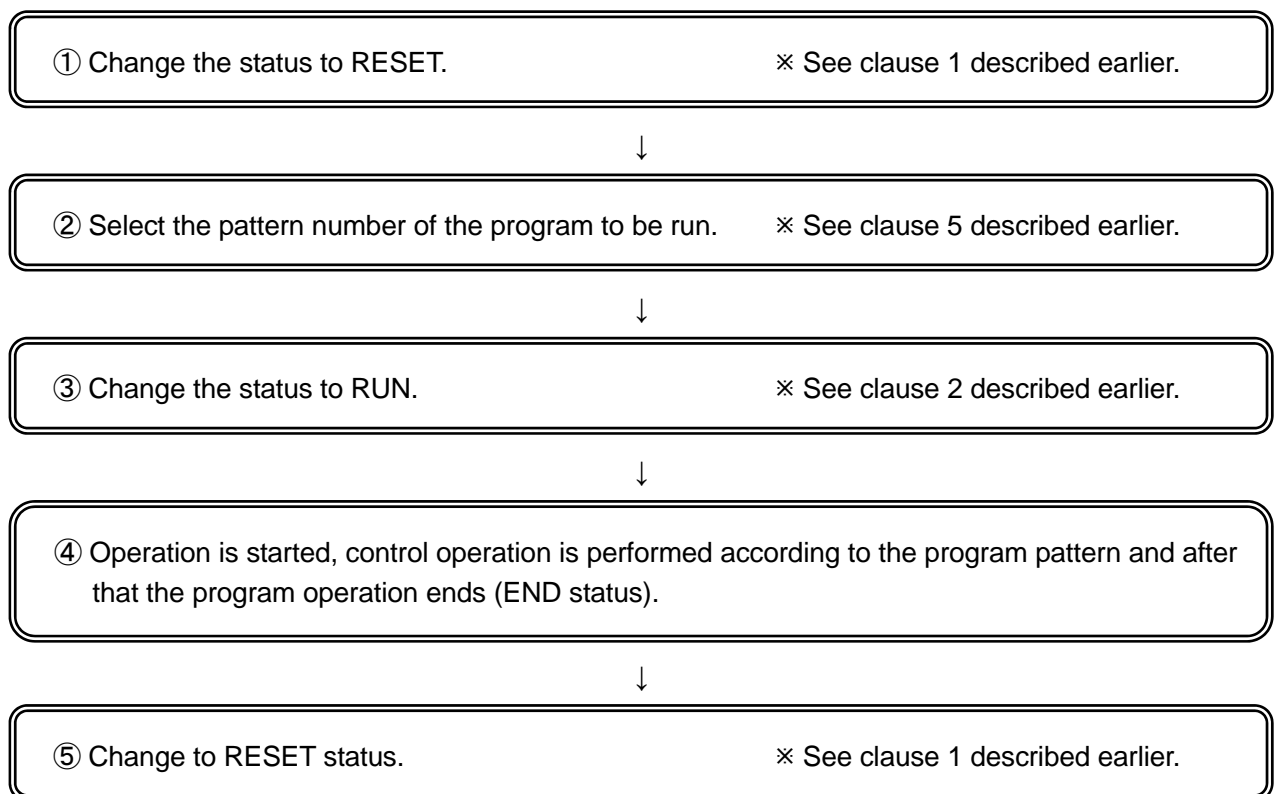 ① Change the status to RESET. ※ See clause 1 described earlier.
↓
② Select the pattern number of the program to be run. ※ See clause 5 described earlier.
↓
③ Change the status to RUN. ※ See clause 2 described earlier.
↓
④ Operation is started, control operation is performed according to the program pattern and after
that the program operation ends (END status).
↓
⑤ Change to RESET status. ※ See clause 1 described earlier.